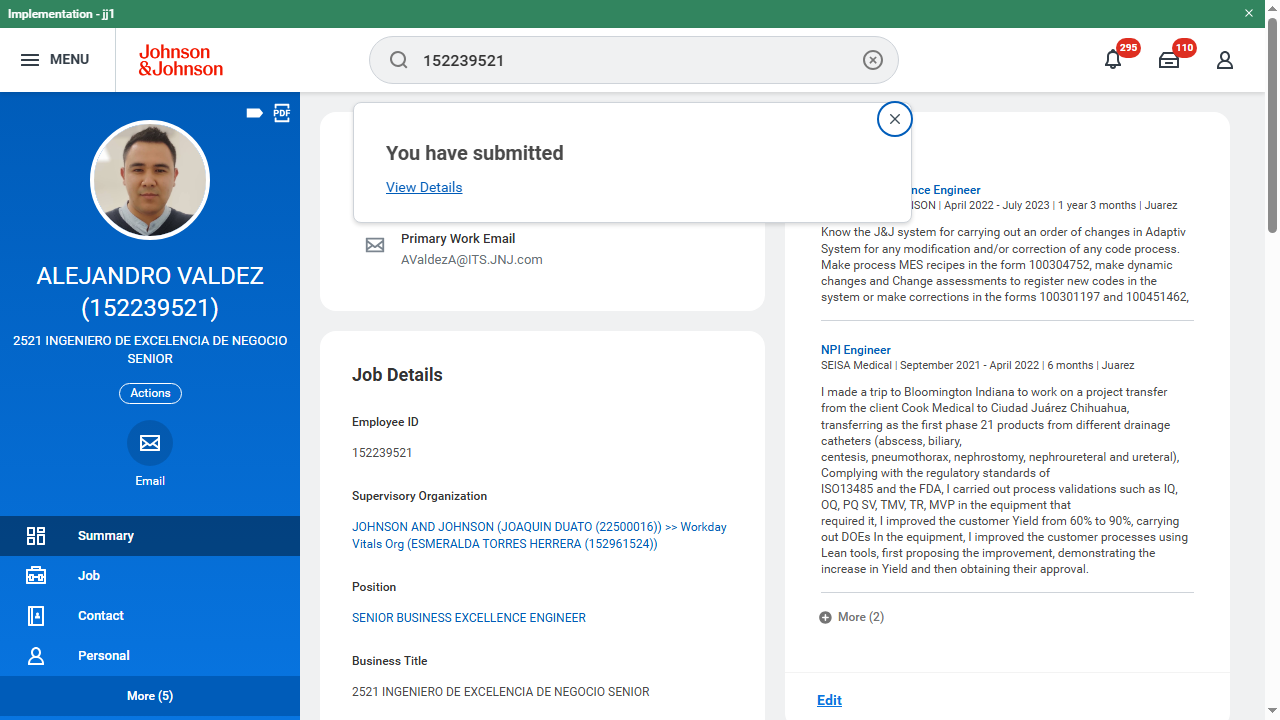 Implementation - jj1
MENU
Johnson
&Johnson
152239521
295
110
PDF
ALEJANDRO VALDEZ
(152239521)
2521 INGENIERO DE EXCELENCIA DE NEGOCIO
SENIOR
Actions
Email
Summary
Job
Contact
Personal
More (5)
You have submitted
View Details
Primary Work Email
AValdezA@ITS.JNJ.com
Job Details
Employee ID
152239521
Supervisory Organization
JOHNSON AND JOHNSON (JOAQUIN DUATO (22500016)) >> Workday
Vitals Org (ESMERALDA TORRES HERRERA (152961524))
Position
SENIOR BUSINESS EXCELLENCE ENGINEER
Business Title
2521 INGENIERO DE EXCELENCIA DE NEGOCIO SENIOR
Engineer
| April 2022 - July 2023 | 1 year 3 months | Juarez
Know the J&J system for carrying out an order of changes in Adaptiv
System for any modification and/or correction of any code process.
Make process MES recipes in the form 100304752, make dynamic
changes and Change assessments to register new codes in the
system or make corrections in the forms 100301197 and 100451462,
NPI Engineer
SEISA Medical | September 2021 - April 2022 | 6 months | Juarez
I made a trip to Bloomington Indiana to work on a project transfer
from the client Cook Medical to Ciudad Juárez Chihuahua,
transferring as the first phase 21 products from different drainage
catheters (abscess, biliary,
centesis, pneumothorax, nephrostomy, nephroureteral and ureteral),
Complying with the regulatory standards of
ISO13485 and the FDA, I carried out process validations such as IQ,
OQ, PQ SV, TMV, TR, MVP in the equipment that
required it, I improved the customer Yield from 60% to 90%, carrying
out DOEs In the equipment, I improved the customer processes using
Lean tools, first proposing the improvement, demonstrating the
increase in Yield and then obtaining their approval.
More (2)
Edit